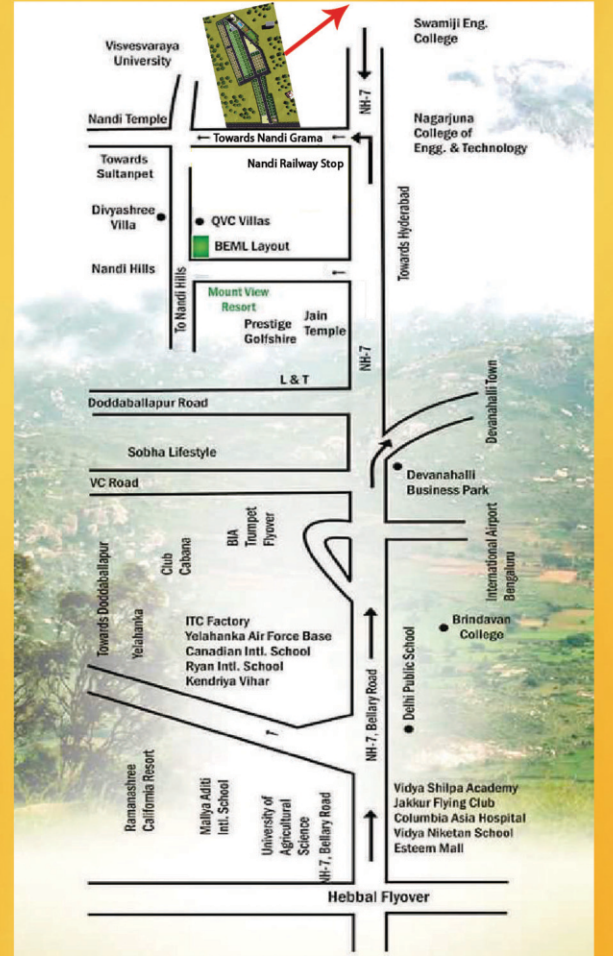 Swamiji Eng.
College
Visvesvaraya
University
NH-7
Nandi Temple
Towards Nandi Grama
Nagarjuna
College of
Engg. & Technology
Towards
Sultanpet
Nandi Railway Stop
Divyashree
Villa
QVC Villas
BEML Layout
Towards Hyderabad
Nandi Hills
To Nandi Hills
Mount View
Resort
Prestige
Golfshire
Jain
Temple
NH-7
L & T
Doddaballapur Road
Devanahalli Town
Sobha Lifestyle
Devanahalli
Business Park
VC Road
BIA
Trumpet
Flyover
Club
Cabana
International Airport
Bengaluru
Towards Doddaballapur
Yelahanka
ITC Factory
Yelahanka Air Force Base
Canadian Intl. School
Ryan Intl. School
Kendriya Vihar
Brindavan
College
Delhi Public School
NH-7, Bellary Road
Ramanashree
California Resort
Mallya Aditi
Intl. School
University of
Agricultural
Science
NH-7, Bellary Road
Vidya Shilpa Academy
Jakkur Flying Club
Columbia Asia Hospital
Vidya Niketan School
Esteem Mall
Hebbal Flyover